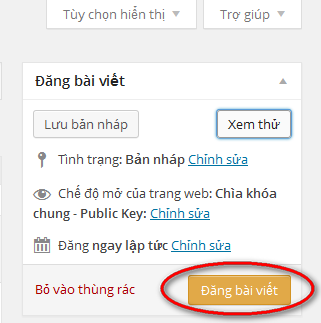 Tùy chọn hiển thị Trợ giúp
Đăng bài viết
Lưu bản nháp Xem thử
Tình trạng: Bản nháp Chỉnh sửa
Chế độ mở của trang web: Chìa khóa
chung - Public Key: Chỉnh sửa
Đăng ngay lập tức Chỉnh sửa
Bỏ vào thùng rác Đăng bài viết